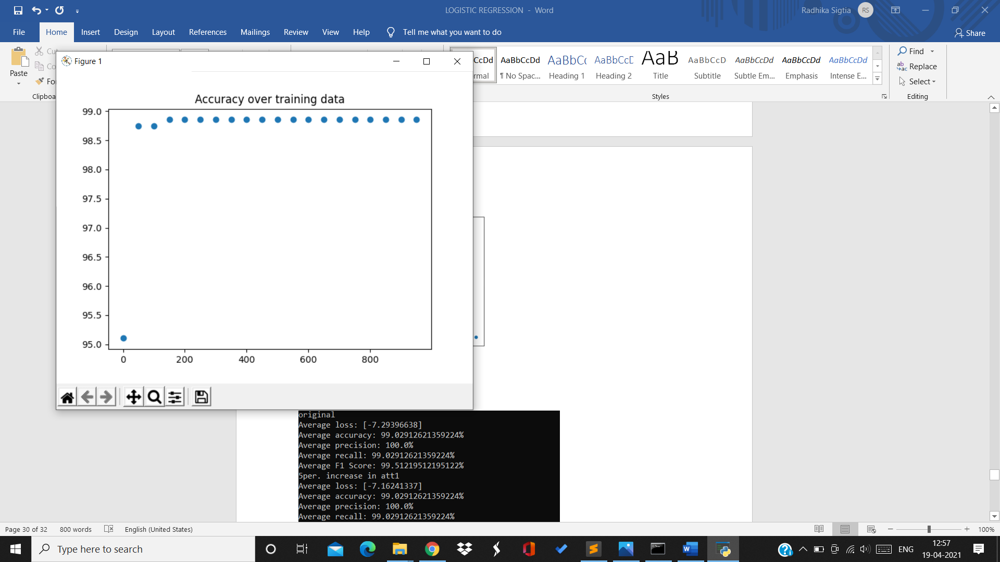 LOGISTIC REGRESSION - Word
Radhika Sigtia
RS
File Home Insert Design Layout References Mailings Review View Help Tell me what you want to do
Share
Paste
Clipboa
AaBbCcDd
¶ No Spac...
AaBbCc
Heading 1
AaBbCcD
Heading 2
AaB
Title
AaBbCcD
Subtitle
AaBbCcDd
Subtle Em...
AaBbCcDd
Emphasis
AaBbCcDd
Intense E...
Styles
Find
Replace
Select
Editing
Figure 1
Accuracy over training data
99.0
98.5
98.0
97.5
97.0
96.5
96.0
95.5
95.0
0 200 400 600 800
original
Average loss: [-7.29396638]
Average accuracy: 99.02912621359224%
Average precision: 100.0%
Average recall: 99.02912621359224%
Average F1 Score: 99.51219512195122%
5per. increase in att1
Average loss: [-7.16241337]
Average accuracy: 99.02912621359224%
Average precision: 100.0%
Average recall: 99.02912621359224%
Page 30 of 32 800 words English (United States)
100%
Type here to search
ENG
12:57
19-04-2021